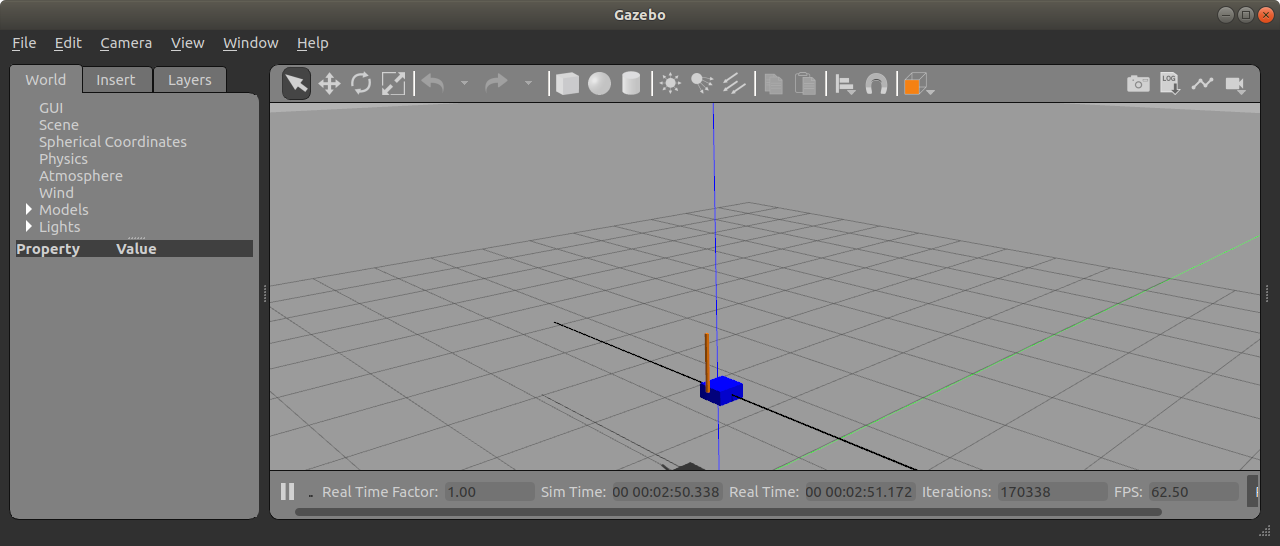 Gazebo
File Edit Camera View Window Help
World Insert Layers
LOG
GUI
Scene
Spherical Coordinates
Physics
Atmosphere
Wind
Models
Lights
Property Value
Real Time Factor: 1.00 Sim Time: 00 00:02:50.338 Real Time: 00 00:02:51.172 Iterations: 170338 FPS: 62.50